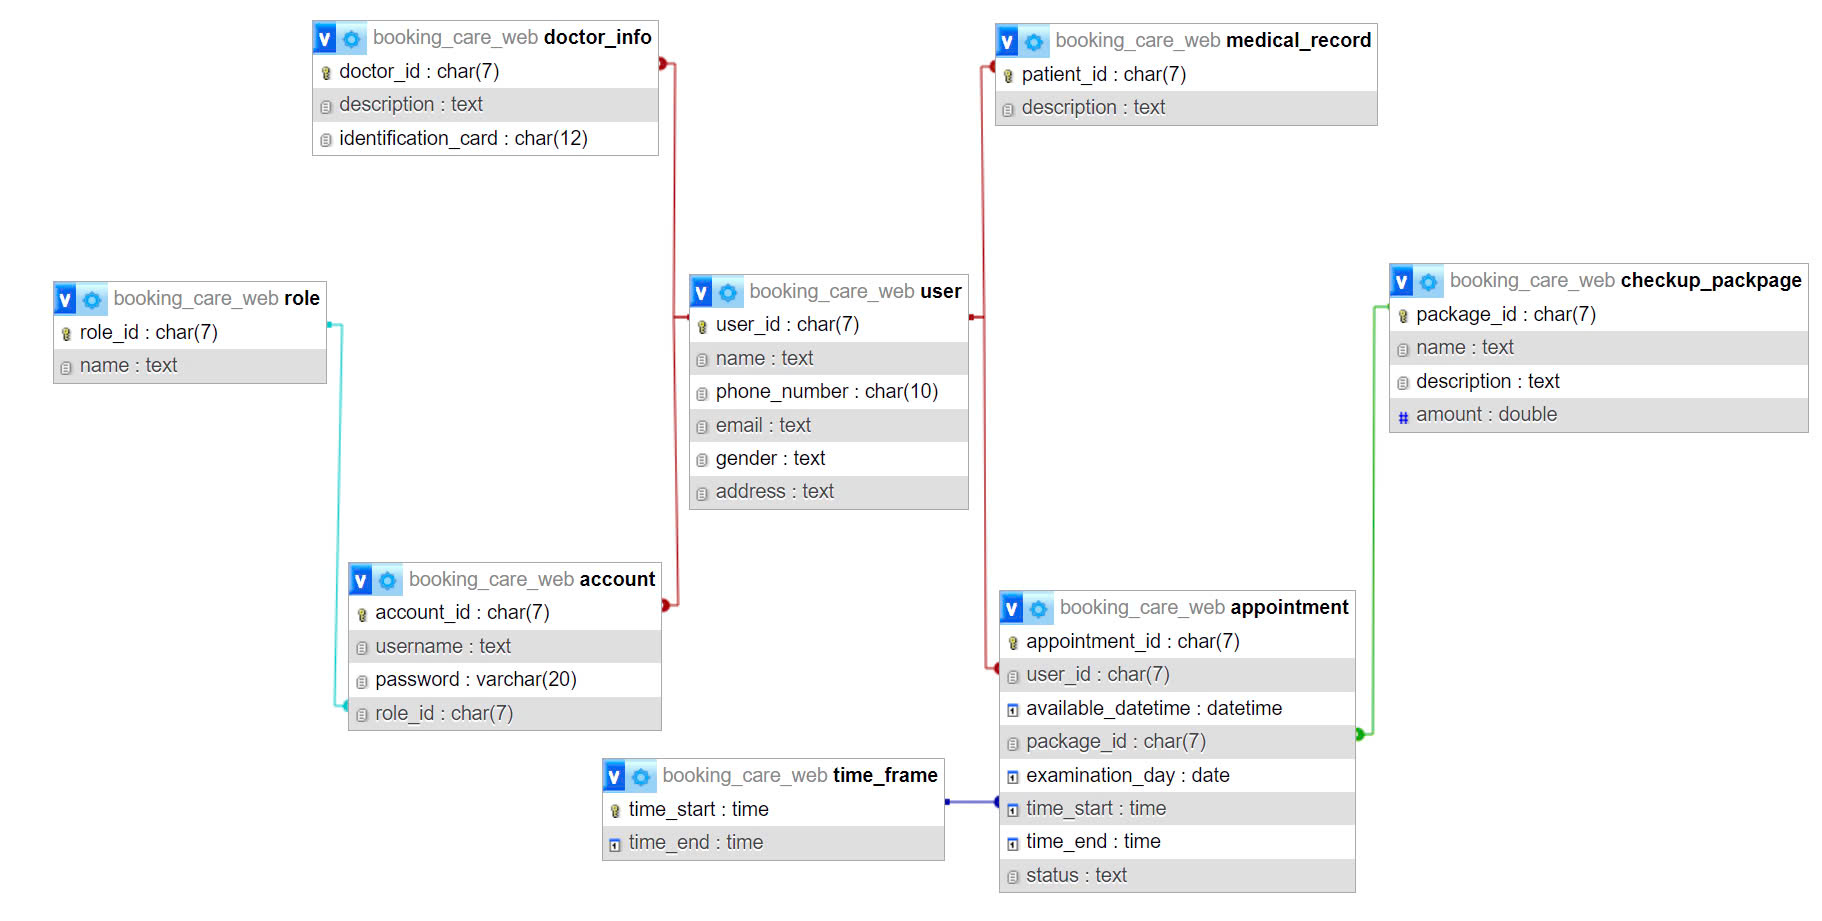 booking_care_web doctor_info
doctor_id : char(7)
description : text
identification_card : char(12)
booking_care_web medical_record
patient_id : char(7)
description : text
booking_care_web role
role_id : char(7)
name : text
booking_care_web user
user_id : char(7)
name : text
phone_number : char(10)
email : text
gender : text
address : text
booking_care_web checkup_packpage
package_id : char(7)
name : text
description : text
# amount : double
booking_care_web account
account_id : char(7)
username : text
password : varchar(20)
role_id : char(7)
booking_care_web appointment
appointment_id : char(7)
user_id : char(7)
available_datetime : datetime
package_id : char(7)
examination_day : date
time_start : time
time_end : time
status : text
booking_care_web time_frame
time_start : time
time_end : time